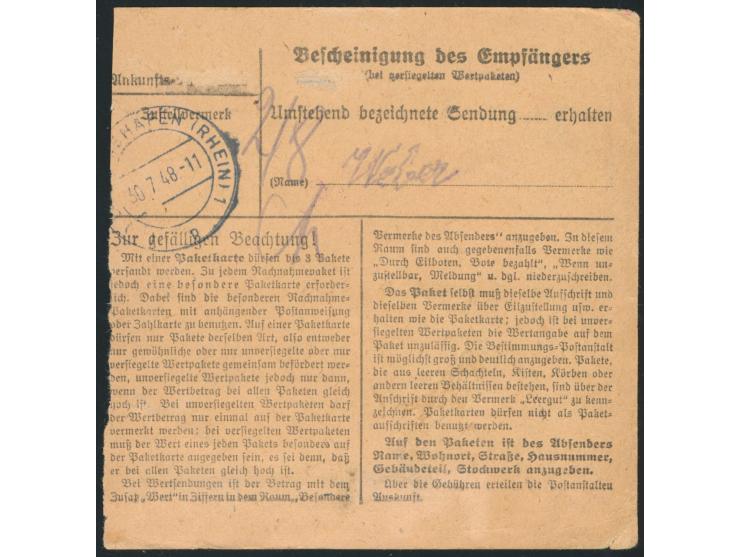 Bescheinigung des Empfängers
(bei versiegelten Wertpaketen)
Ankunfts-
Zustellvermerk
Umstehend bezeichnete Sendung ...... erhalten
HAFEN (RHEIN) 1
30.7.48.-11
B
2/8
(Name)
Weber
Zur gefälligen Beachtung!
Mit einer Paketkarte dürfen bis 3 Pakete
versandt werden. Zu jedem Nachnahmepaket ist
jedoch eine besondere Paketkarte erforder-
lich. Dabei sind die besonderen Nachnahme-
Paketkarten mit anhängender Postanweisung
oder Zahlkarte zu benutzen. Auf einer Paketkarte
dürfen nur Pakete derselben Art, also entweder
nur gewöhnliche oder nur unversiegelte oder nur
versiegelte Wertpakete gemeinsam befördert wer-
den, unversiegelte Wertpakete jedoch nur dann,
wenn der Wertbetrag bei allen Paketen gleich
hoch ist. Bei unversiegelten Wertpaketen darf
der Wertbetrag nur einmal auf der Paketkarte
vermerkt werden; bei versiegelten Wertpaketen
muß der Wert eines jeden Pakets besonders auf
der Paketkarte angegeben sein, es sei denn, daß
er bei allen Paketen gleich hoch ist.
Bei Wertsendungen ist der Betrag mit dem
Zusatz „Wert" in Ziffern in dem Raum „Besondere
Vermerke des Absenders" anzugeben. In diesem
Raum sind auch gegebenenfalls Vermerke wie
„Durch Eilboten, Bote bezahlt", „Wenn un-
zustellbar, Meldung" u. dgl. niederzuschreiben.
Das Paket selbst muß dieselbe Aufschrift und
dieselben Vermerke über Eilzustellung usw. er-
halten wie die Paketkarte; jedoch ist bei unver-
siegelten Wertpaketen die Wertangabe auf dem
Paket unzulässig. Die Bestimmungs-Postanstalt
ist möglichst groß und deutlich anzugeben. Pakete,
die aus leeren Schachteln, Kisten, Körben oder
andern leeren Behältnissen bestehen, sind über der
Anschrift durch den Vermerk „Leergut" zu kenn-
zeichnen. Paketkarten dürfen nicht als Paket-
aufschriften benutzt werden.
Auf den Paketen ist des Absenders
Name, Wohnort, Straße, Hausnummer,
Gebäudeteil, Stockwerk anzugeben.
Über die Gebühren erteilen die Postanstalten
Auskunft.